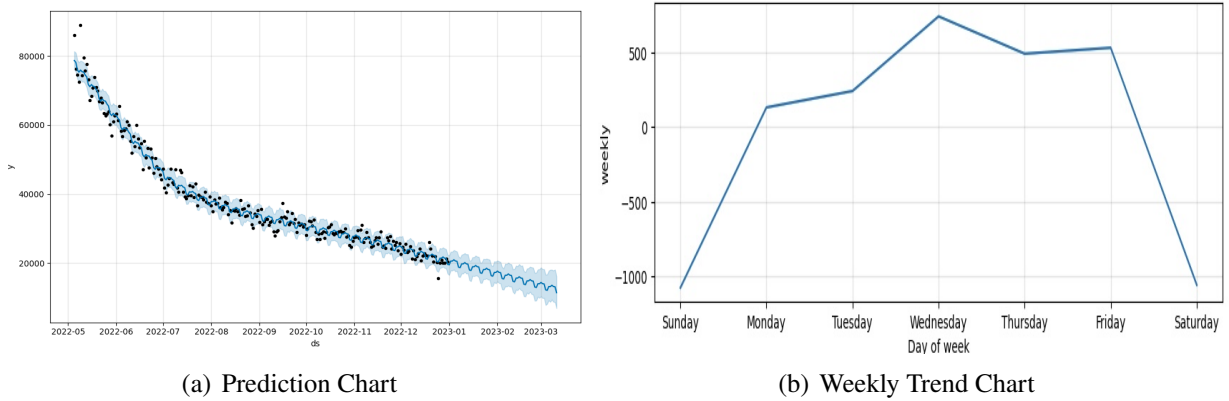 80000
60000
40000
20000
y
2022-05 2022-06 2022-07 2022-08 2022-09 2022-10 2022-11 2022-12 2023-01 2023-02 2023-03
ds
(a) Prediction Chart
500
0
−500
−1000
weekly
Sunday Monday Tuesday Wednesday Thursday Friday Saturday
Day of week
(b) Weekly Trend Chart